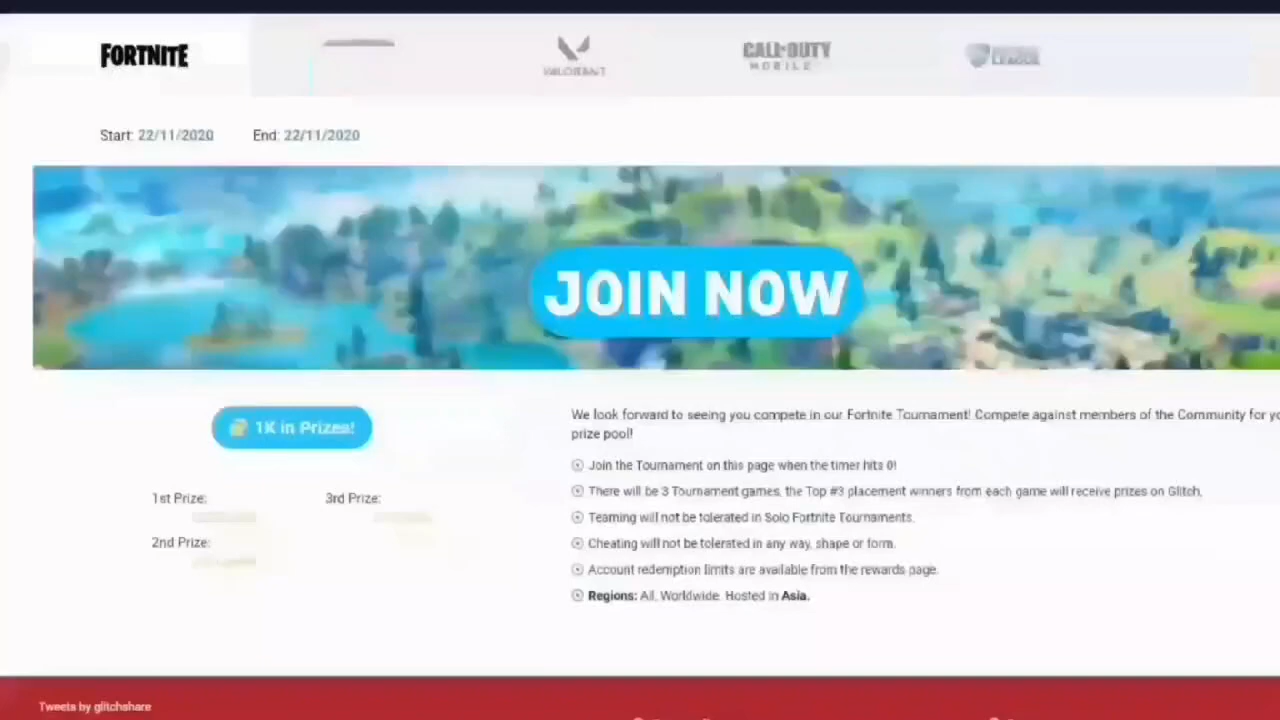 FORTNITE
VALORANT
CALL OF DUTY
MOBILE
LEAGUE
Start: 22/11/2020 End: 22/11/2020
JOIN NOW
1K in Prizes!
We look forward to seeing you compete in our Fortnite Tournament! Compete against members of the Community for
prize pool!
Join the Tournament on this page when the timer hits 0!
There will be 3 Tournament games, the Top #3 placement winners from each game will receive prizes on Glitch.
Teaming will not be tolerated in Solo Fortnite Tournaments.
Cheating will not be tolerated in any way, shape or form.
Account redemption limits are available from the rewards page.
Regions: All, Worldwide. Hosted in Asia.
1st Prize: 3rd Prize:
2nd Prize:
Tweets by glitchshare